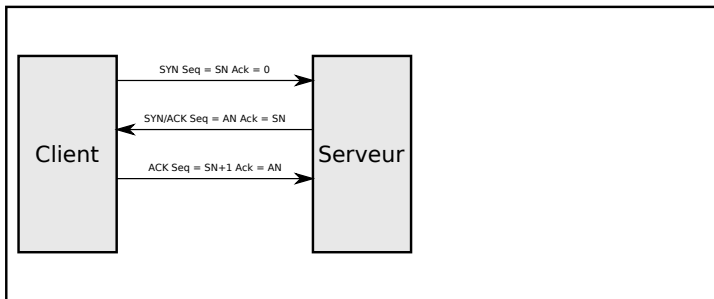 SYN Seq = SN Ack = 0
SYN/ACK Seq = AN Ack = SN
Client
Serveur
ACK Seq = SN+1 Ack = AN